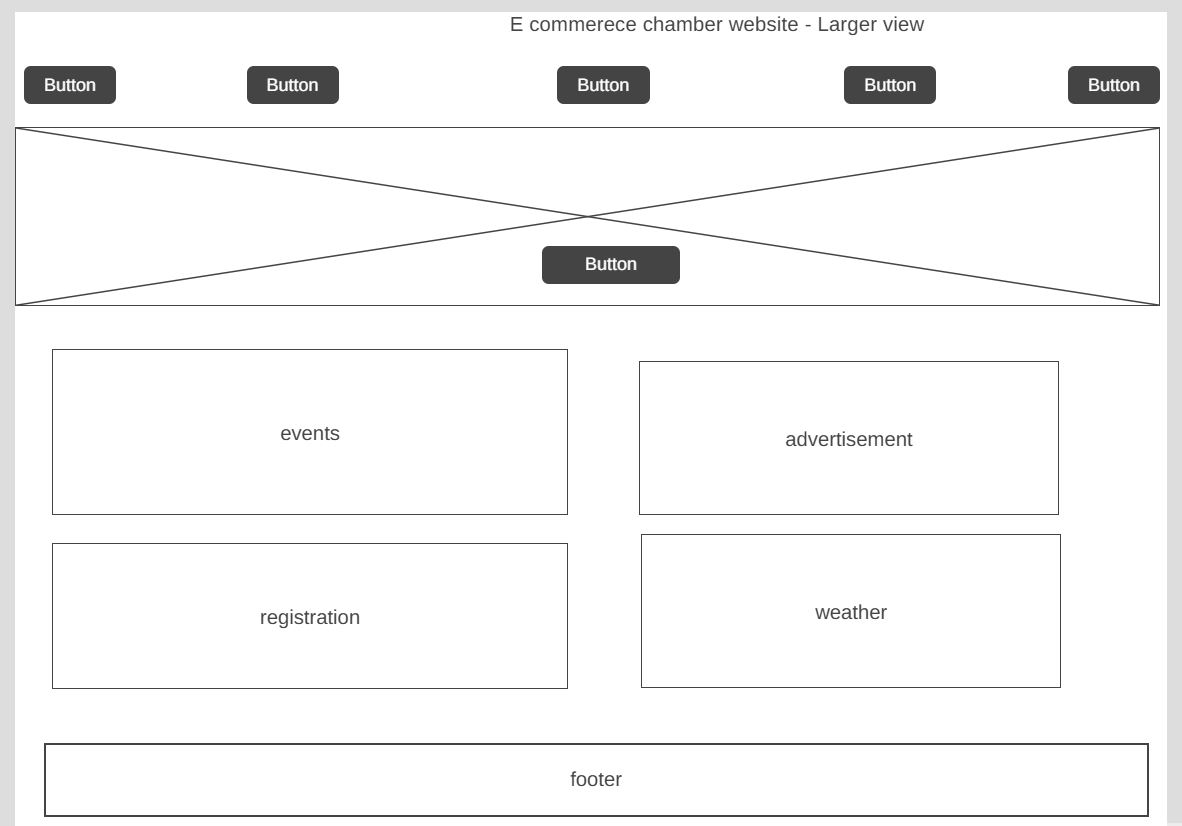 E commerece chamber website - Larger view
Button Button Button Button Button
Button
events
advertisement
registration
weather
footer